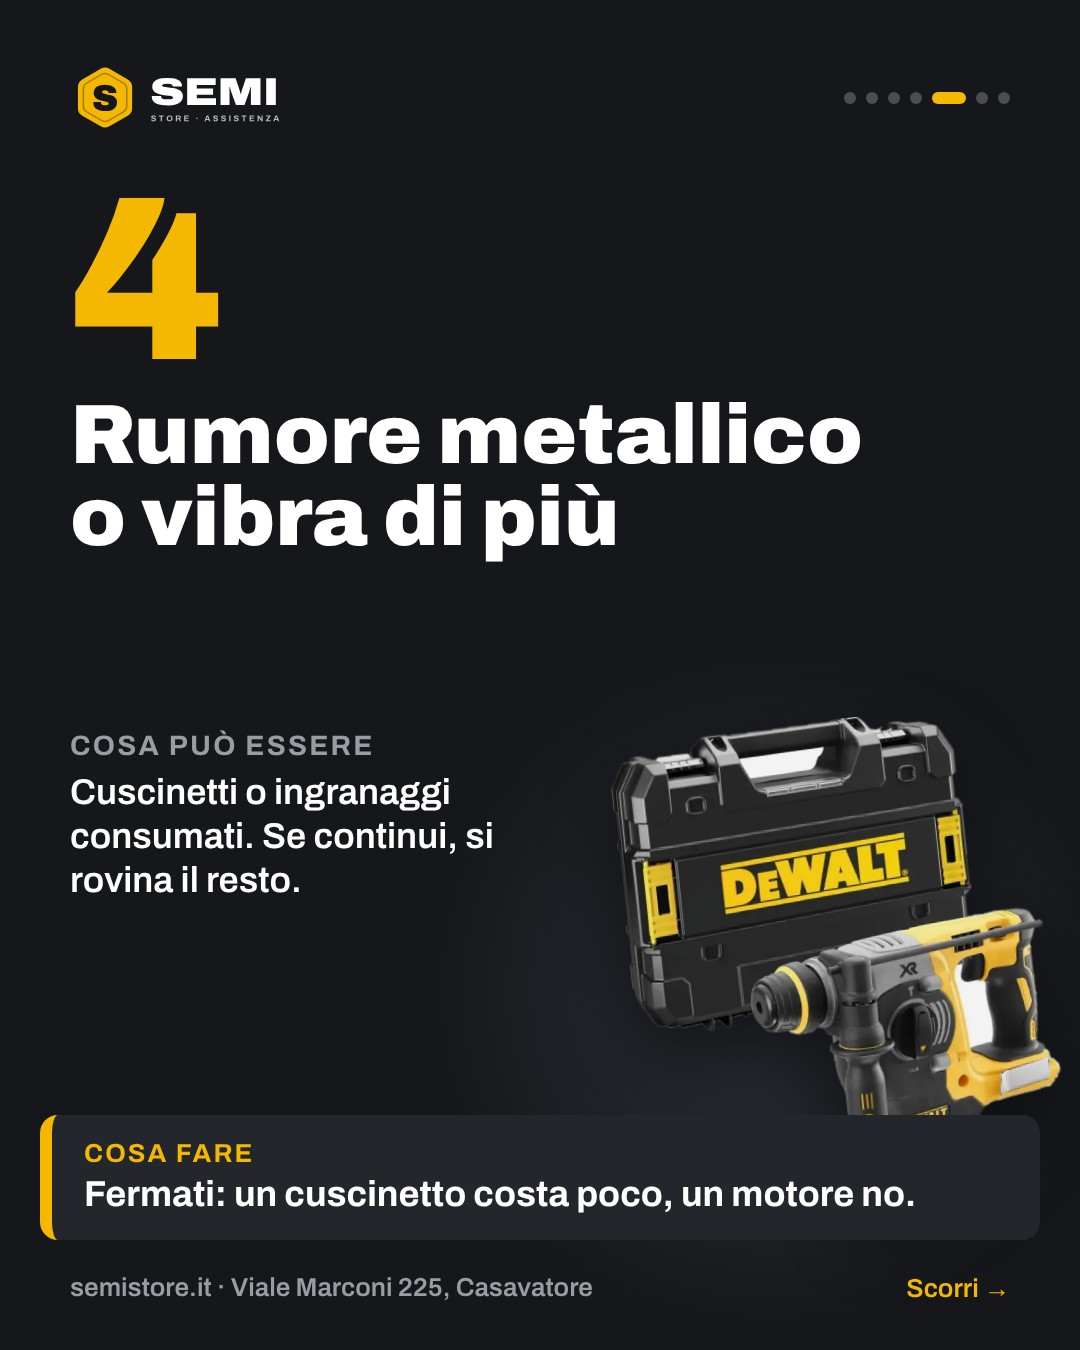 S
SEMI
STORE · ASSISTENZA
4
Rumore metallico
o vibra di più
COSA PUÒ ESSERE
Cuscinetti o ingranaggi
consumati. Se continui, si
rovina il resto.
DEWALT
XR
COSA FARE
Fermati: un cuscinetto costa poco, un motore no.
semistore.it · Viale Marconi 225, Casavatore
Scorri →